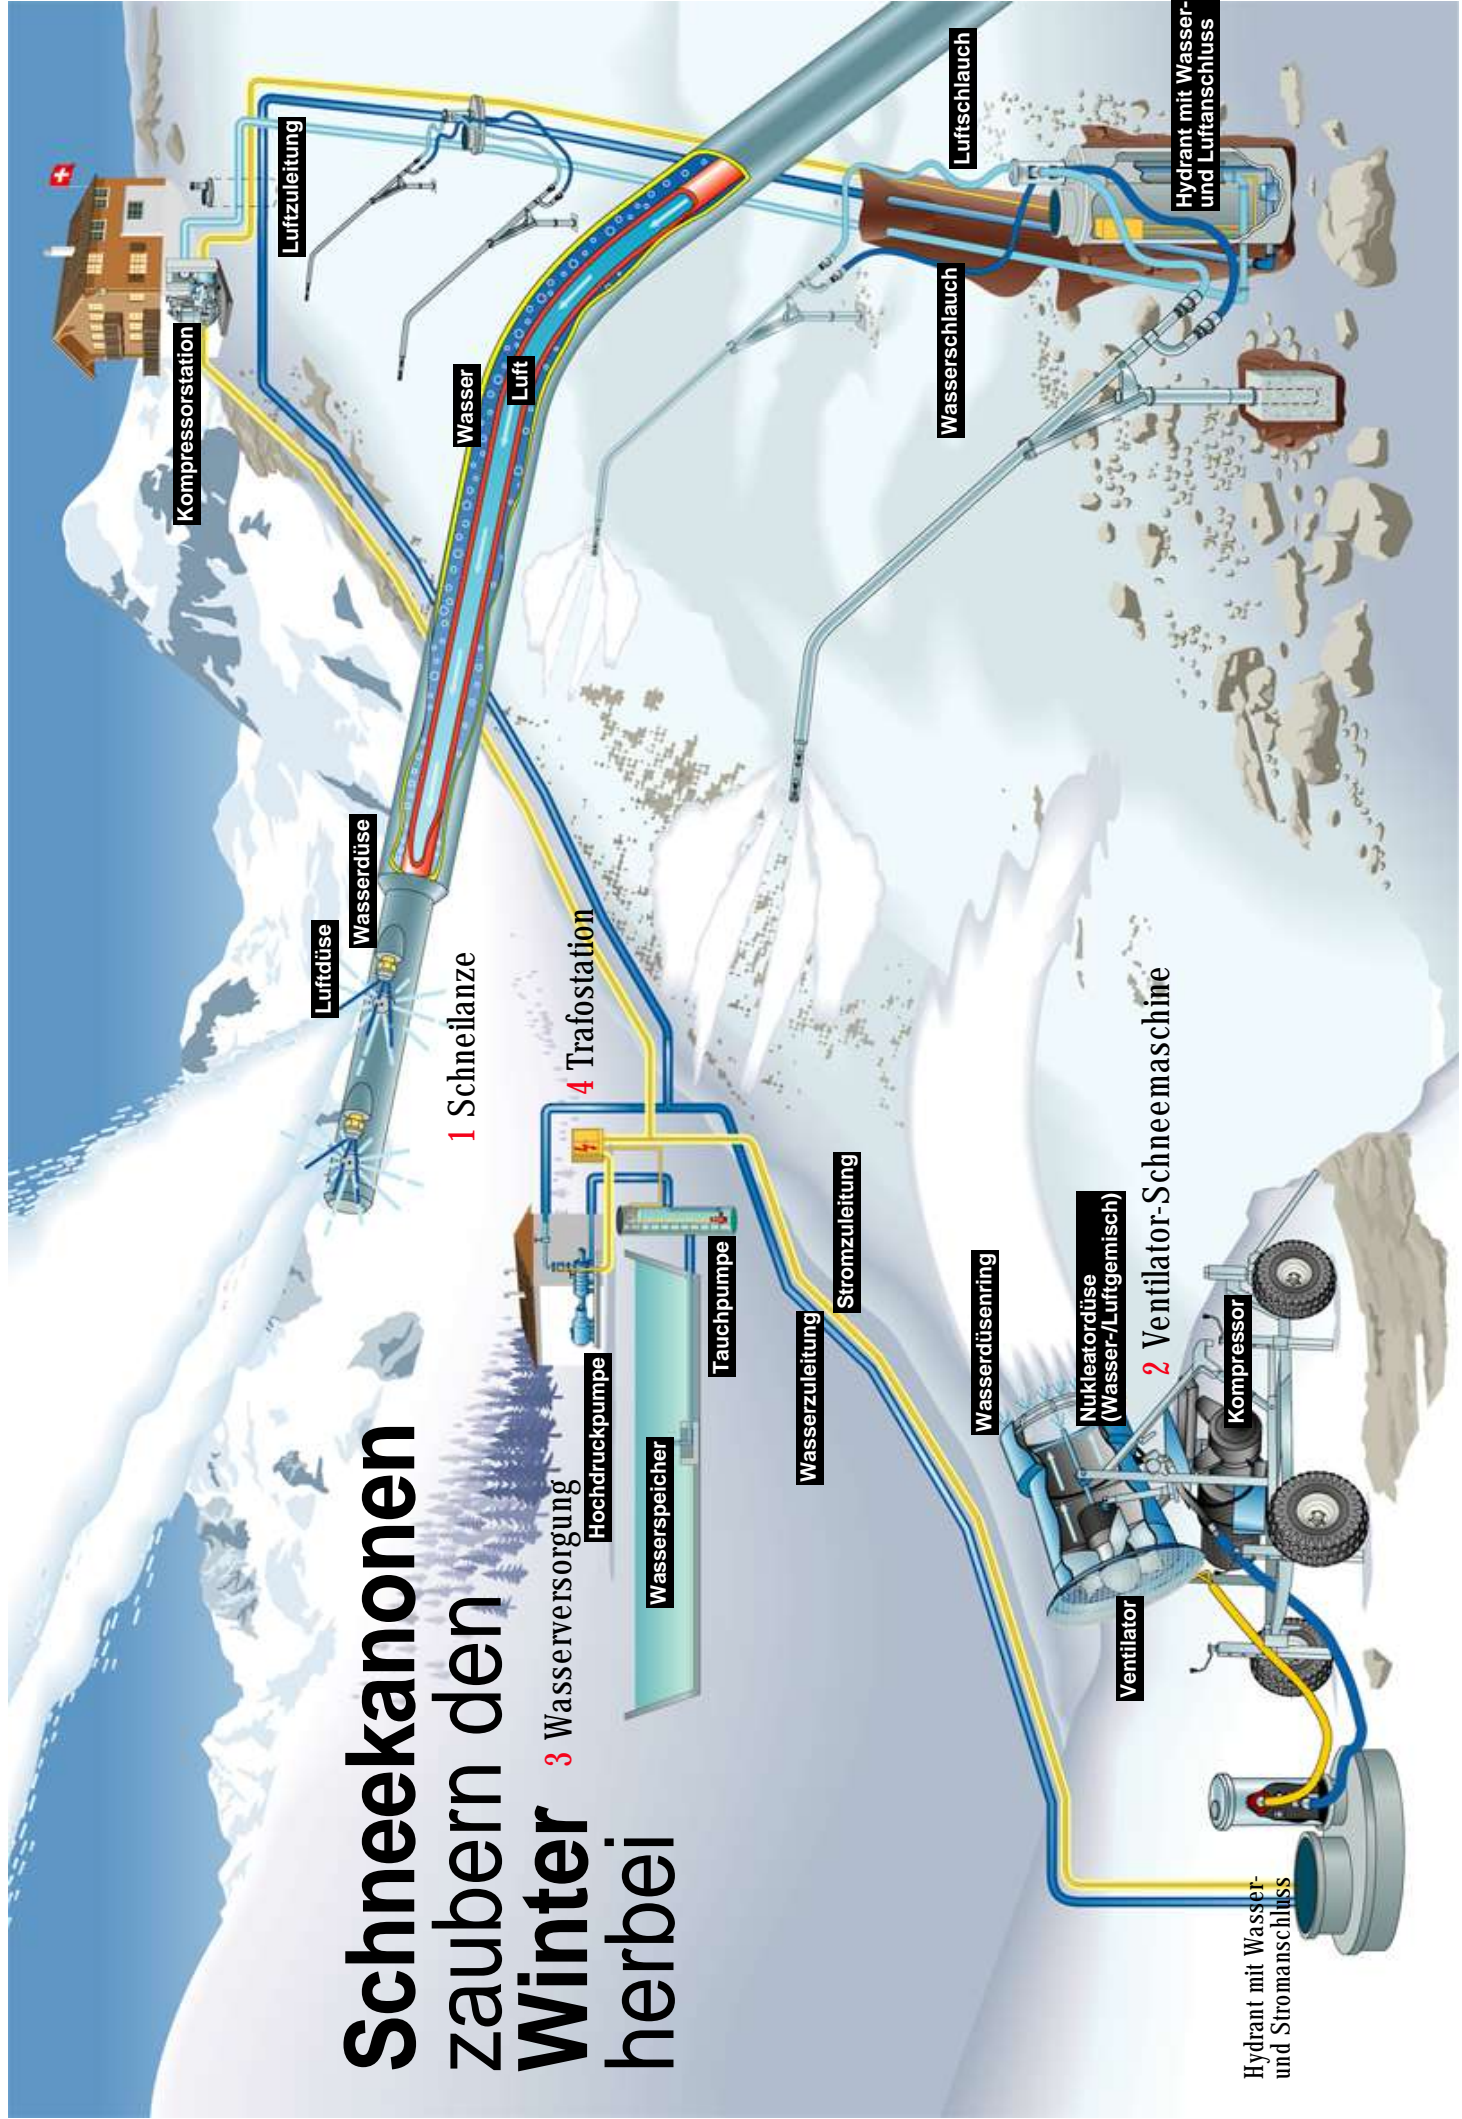 Schneekanonen
zaubern den
Winter
herbei
Kompressorstation
Luftzuleitung
Luftdüse
Wasserdüse
Wasser
Luft
1 Schneilanze
4 Trafostation
3 Wasserversorgung
Hochdruckpumpe
Wasserspeicher
Tauchpumpe
Wasserzuleitung
Stromzuleitung
Luftschlauch
Wasserschlauch
Hydrant mit Wasser-
und Luftanschluss
Wasserdüsenring
Nukleatordüse
(Wasser-/Luftgemisch)
2 Ventilator-Schneemaschine
Ventilator
Kompressor
Hydrant mit Wasser-
und Stromanschluss